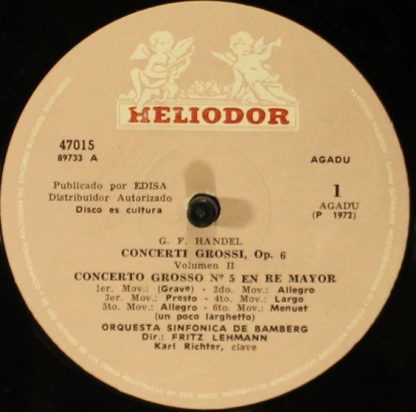 HELIODOR
47015
89733 A
AGADU
Publicado por EDISA
Distribuidor Autorizado
Disco es cultura
1
AGADU
(P 1972)
G. F. HANDEL
CONCERTI GROSSI, Op. 6
Volumen II
CONCERTO GROSSO Nº 5 EN RE MAYOR
1er. Mov.: (Grave) - 2do. Mov.: Allegro
3er. Mov.: Presto - 4to. Mov.: Largo
5to. Mov.: Allegro - 6to. Mov.: Menuet
(un poco larghetto)
ORQUESTA SINFONICA DE BAMBERG
Dir.: FRITZ LEHMANN
Karl Richter, clave